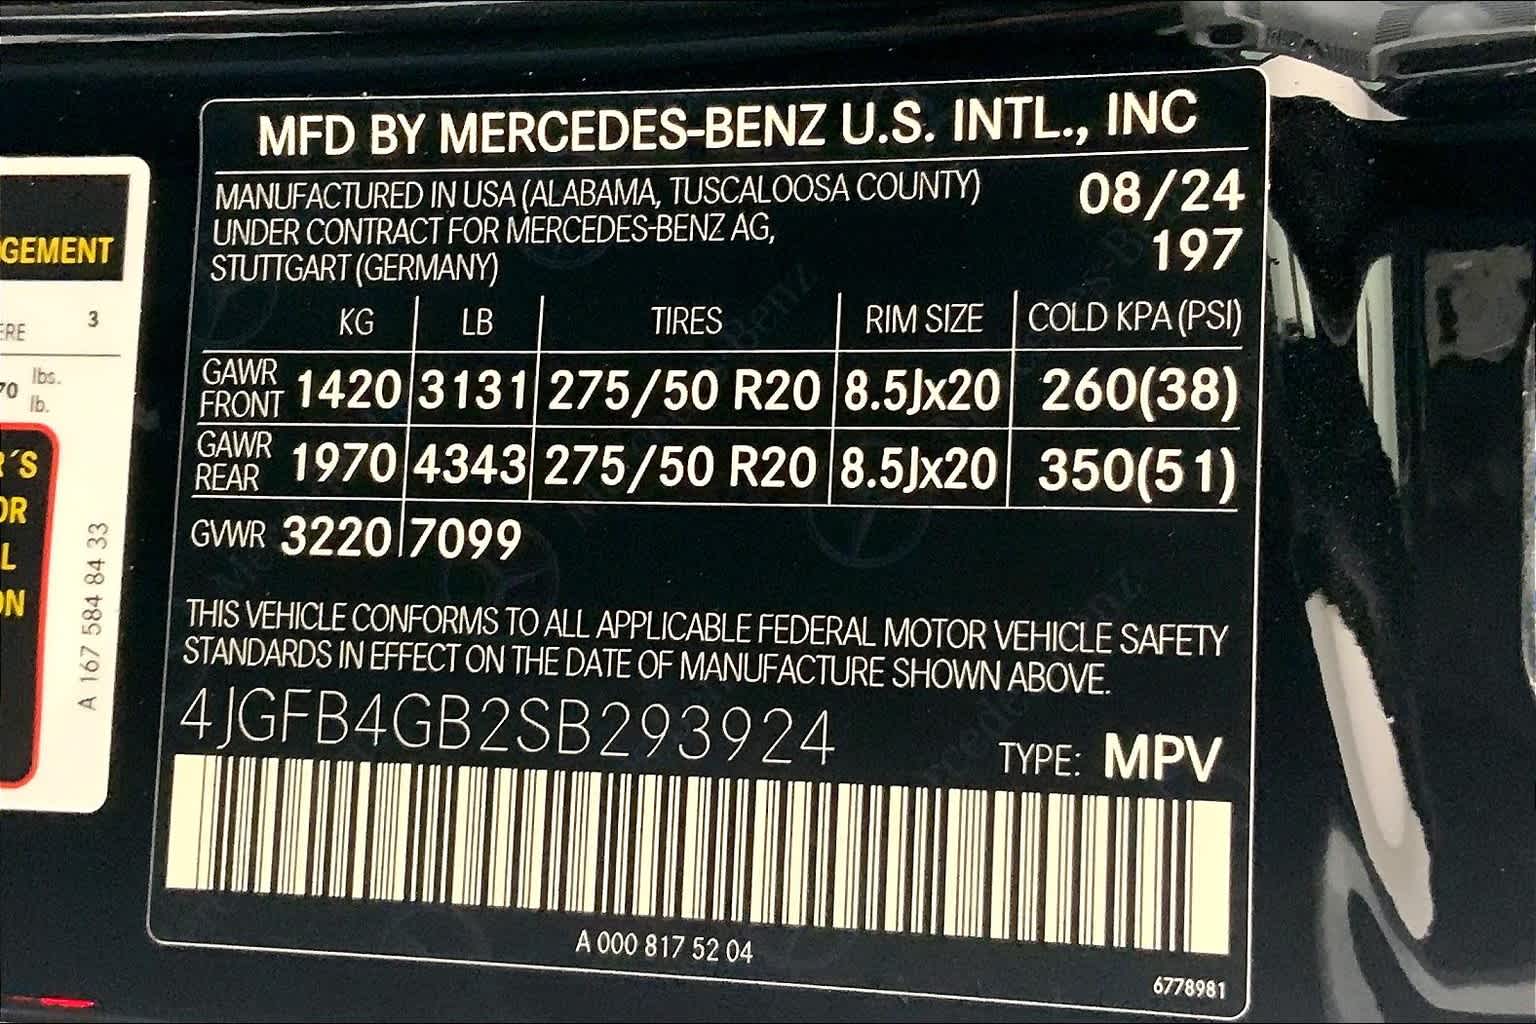 MFD BY MERCEDES-BENZ U.S. INTL., INC
MANUFACTURED IN USA (ALABAMA, TUSCALOOSA COUNTY) 08/24
UNDER CONTRACT FOR MERCEDES-BENZ AG, 197
STUTTGART (GERMANY)
KG LB TIRES RIM SIZE COLD KPA (PSI)
GAWR FRONT 1420 3131 275/50 R20 8.5Jx20 260(38)
GAWR REAR 1970 4343 275/50 R20 8.5Jx20 350(51)
GVWR 3220 7099
THIS VEHICLE CONFORMS TO ALL APPLICABLE FEDERAL MOTOR VEHICLE SAFETY
STANDARDS IN EFFECT ON THE DATE OF MANUFACTURE SHOWN ABOVE.
4JGFB4GB2SB293924
TYPE: MPV
A 000 817 52 04
6778981
GEMENT
3
ERE
70 lbs.
lb.
R'S
OR
L
ON
A 167 584 84 33